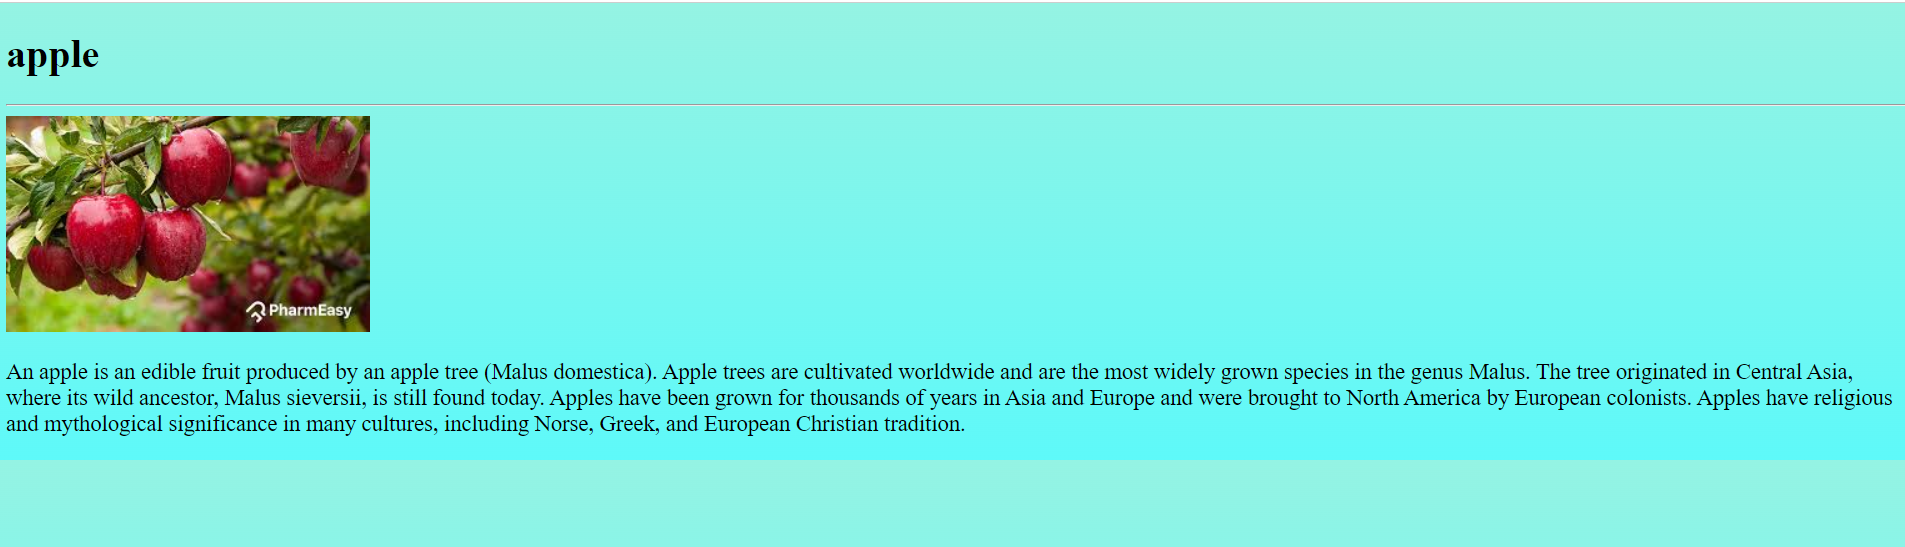 apple
PharmEasy
An apple is an edible fruit produced by an apple tree (Malus domestica). Apple trees are cultivated worldwide and are the most widely grown species in the genus Malus. The tree originated in Central Asia,
where its wild ancestor, Malus sieversii, is still found today. Apples have been grown for thousands of years in Asia and Europe and were brought to North America by European colonists. Apples have religious
and mythological significance in many cultures, including Norse, Greek, and European Christian tradition.